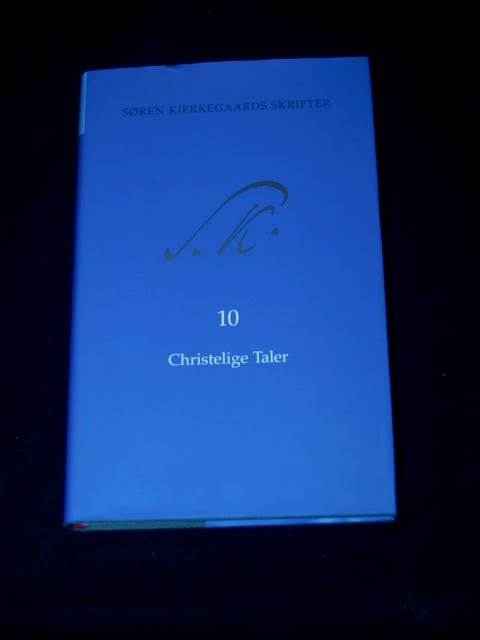 SØREN KIERKEGAARDS SKRIFTER
S. K.
10
Christelige Taler